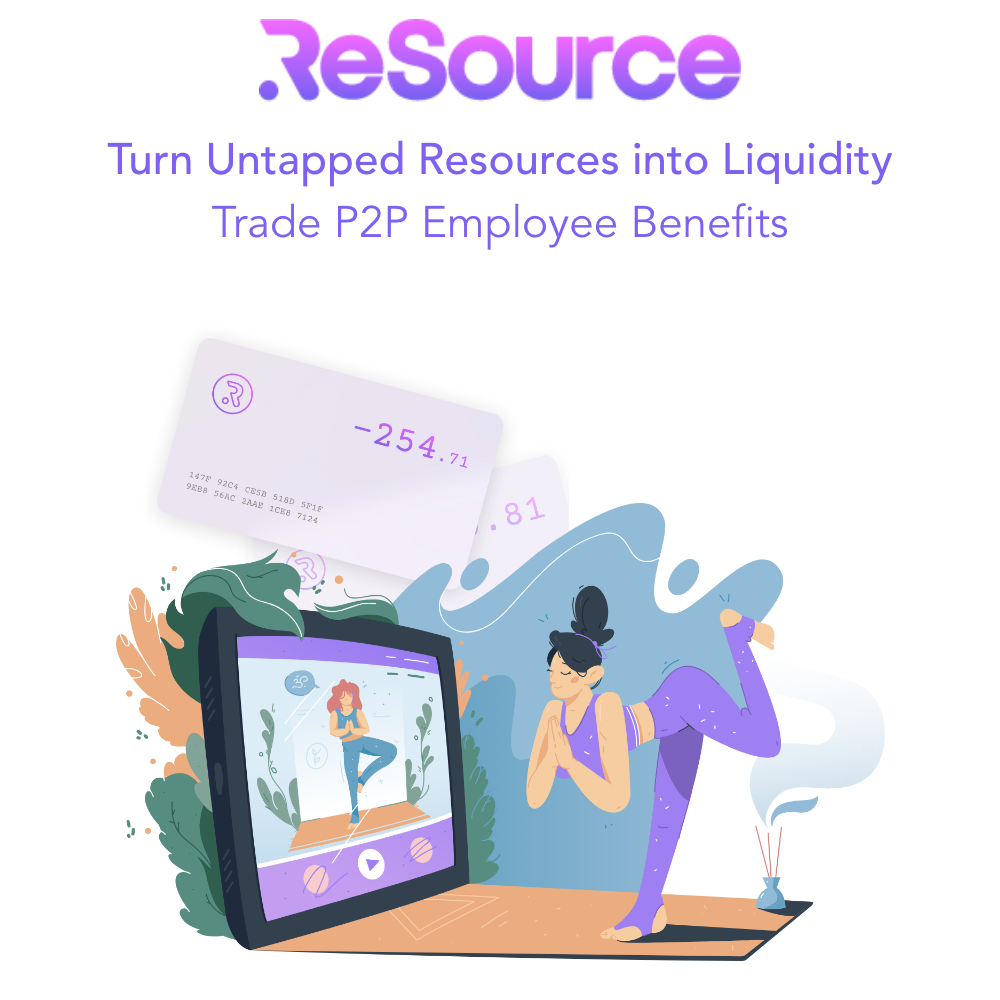 ReSource
Turn Untapped Resources into Liquidity
Trade P2P Employee Benefits
-254.71
147F 92C4 CE5B 518D 5F1F
9EB8 56AC 2AAE 1CE8 7124
.81